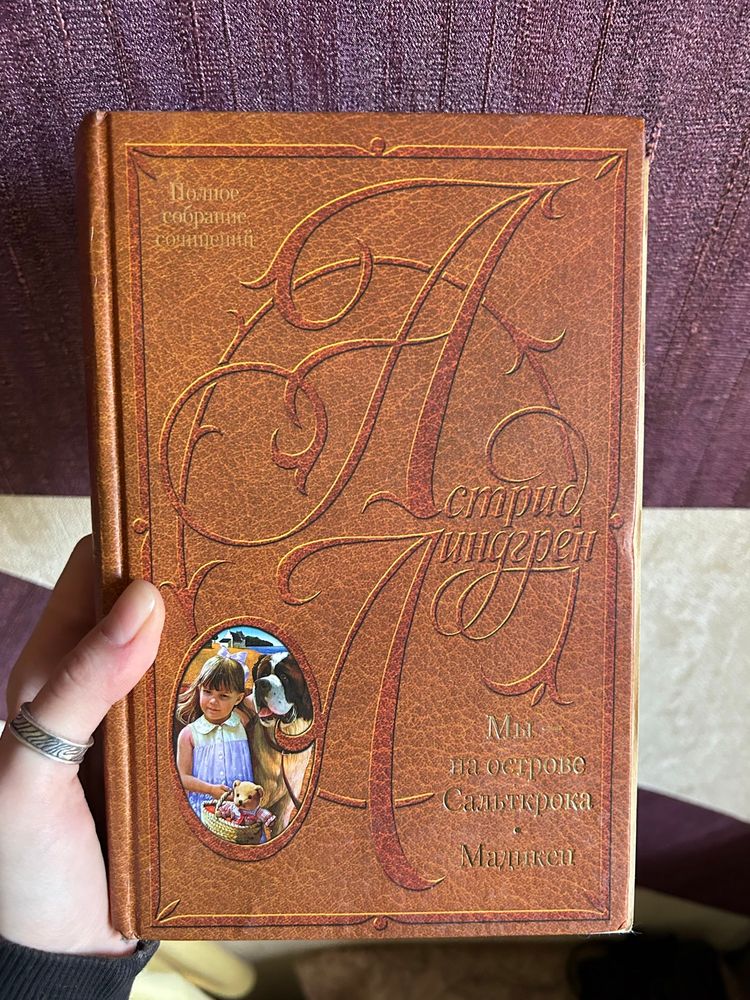 Полное
собрание
сочинений
Астрид
Линдгрен
Мы —
на острове
Сальткрока
•
Мадикен